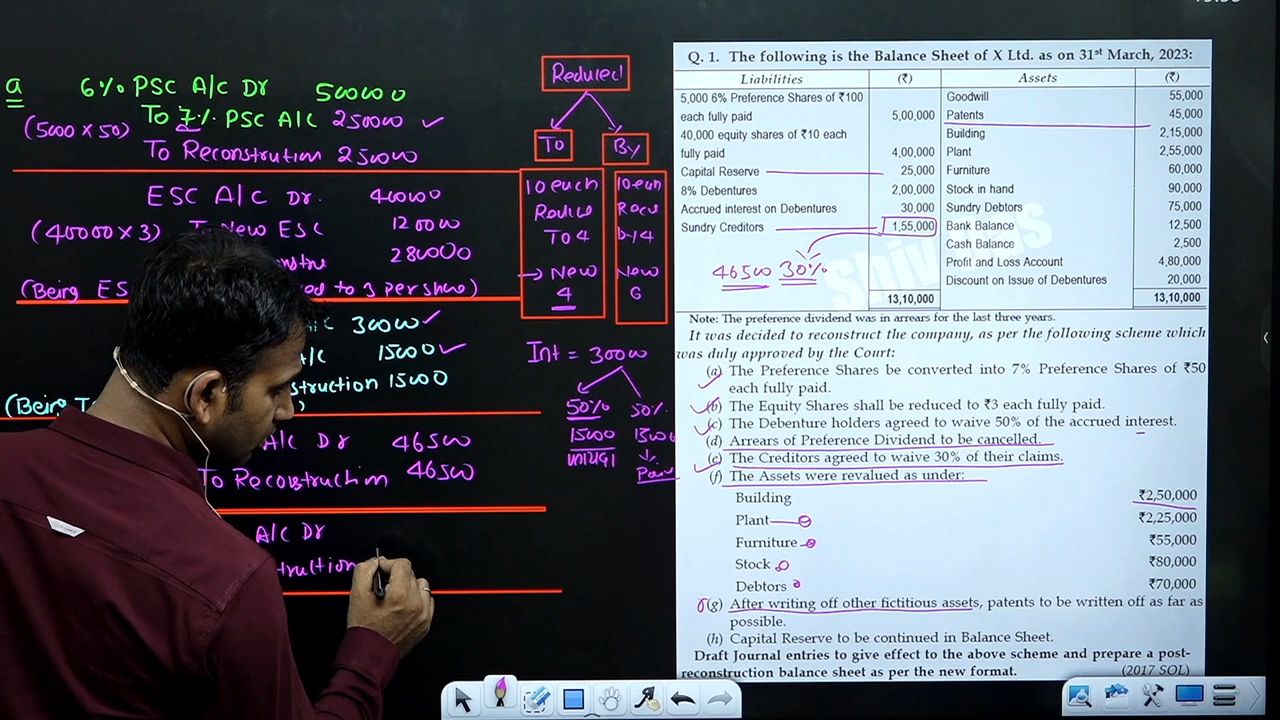 a
6% PSC A/C Dr 500000
(5000 x 50) To 7% PSC A/C 250000 ✓
To Reconstrution 250000
ESC A/C Dr. 400000
(40000 x 3) To New ESC 120000
280000
(Being ES to 3 per share)
A/C 30000 ✓
A/C 15000 ✓
struction 15000
(Being
A/C Dr 46500
To Reconstruction 46500
A/C Dr
struction
Reduced
To By
10 each
Reduce
To 4
→ New
4
10 each
Redu
by 4
New
6
Int = 30000
50% 50%
15000 15000
Q. 1. The following is the Balance Sheet of X Ltd. as on 31st March, 2023:
Liabilities (₹) Assets (₹)
5,000 6% Preference Shares of ₹100 Goodwill 55,000
each fully paid 5,00,000 Patents 45,000
40,000 equity shares of ₹10 each Building 2,15,000
fully paid 4,00,000 Plant 2,55,000
Capital Reserve 25,000 Furniture 60,000
8% Debentures 2,00,000 Stock in hand 90,000
Accrued interest on Debentures 30,000 Sundry Debtors 75,000
Sundry Creditors 1,55,000 Bank Balance 12,500
Cash Balance 2,500
46500 30% Profit and Loss Account 4,80,000
Discount on Issue of Debentures 20,000
13,10,000 13,10,000
Note: The preference dividend was in arrears for the last three years.
It was decided to reconstruct the company, as per the following scheme which
was duly approved by the Court:
(a) The Preference Shares be converted into 7% Preference Shares of ₹50
each fully paid.
(b) The Equity Shares shall be reduced to ₹3 each fully paid.
(c) The Debenture holders agreed to waive 50% of the accrued interest.
(d) Arrears of Preference Dividend to be cancelled.
(e) The Creditors agreed to waive 30% of their claims.
(f) The Assets were revalued as under:
Building ₹2,50,000
Plant ₹2,25,000
Furniture ₹55,000
Stock ₹80,000
Debtors ₹70,000
(g) After writing off other fictitious assets, patents to be written off as far as
possible.
(h) Capital Reserve to be continued in Balance Sheet.
Draft Journal entries to give effect to the above scheme and prepare a post-
reconstruction balance sheet as per the new format. (2017 SOL)